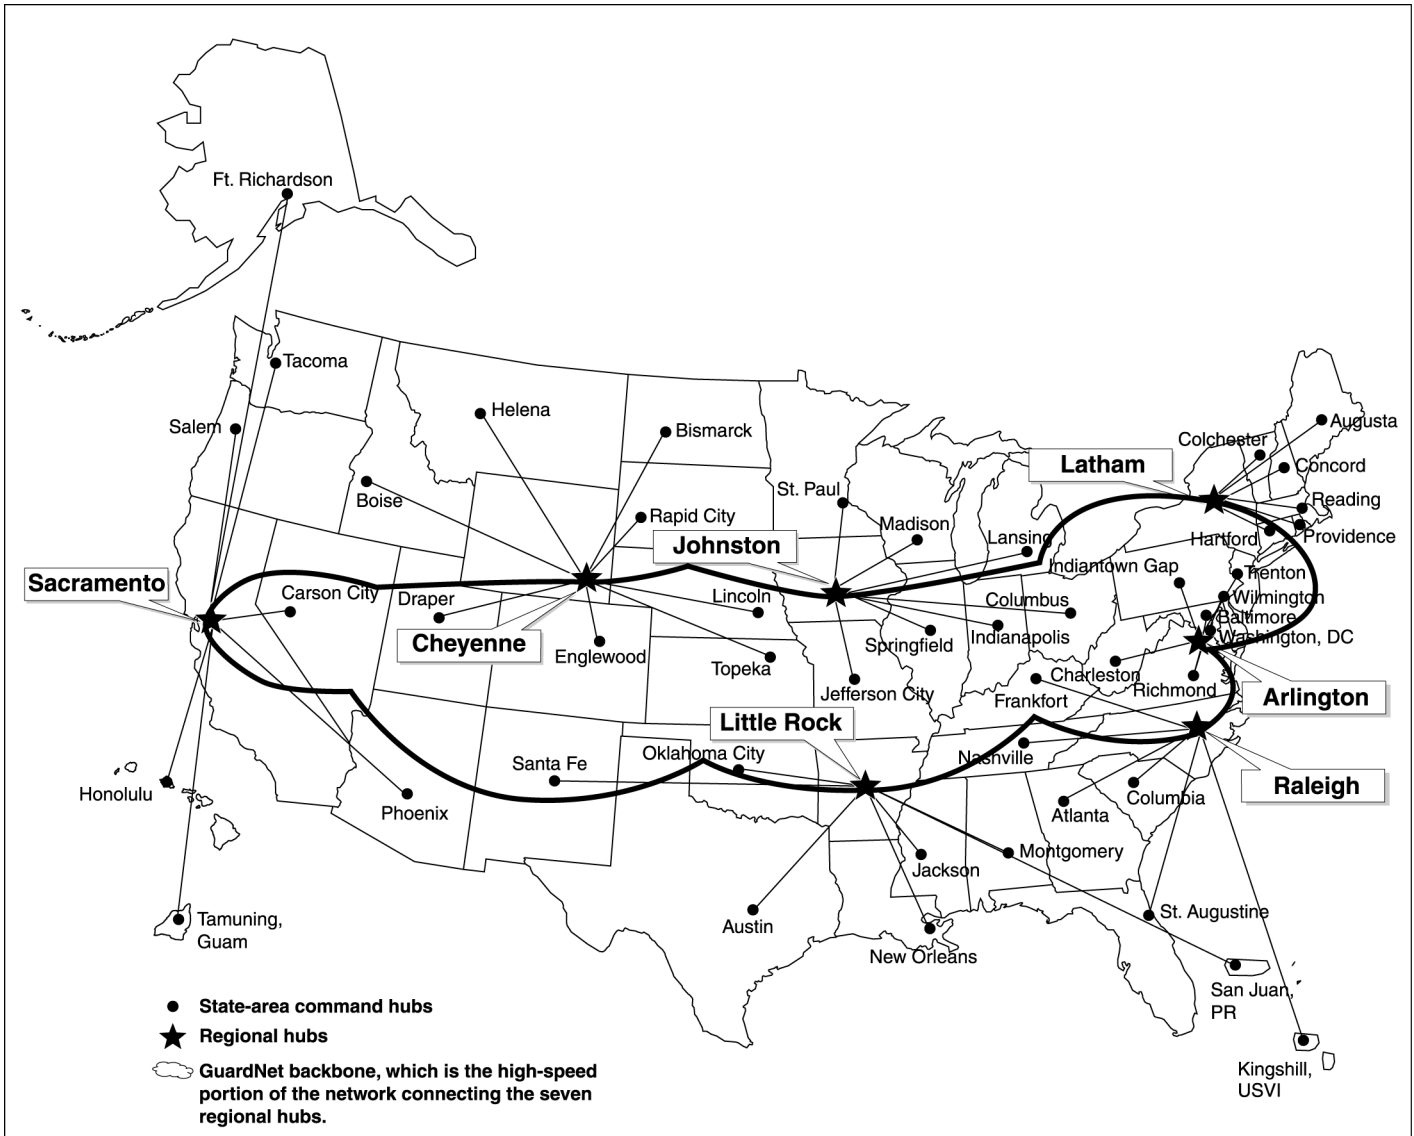 Ft. Richardson
Tacoma
Helena
Salem
Bismarck
Augusta
Colchester
Latham
Concord
Boise
St. Paul
Reading
Rapid City
Madison
Hartford
Providence
Johnston
Lansing
Indiantown Gap
Trenton
Sacramento
Carson City
Draper
Lincoln
Columbus
Wilmington
Baltimore
Cheyenne
Englewood
Springfield
Indianapolis
Washington, DC
Topeka
Charleston
Richmond
Jefferson City
Frankfort
Arlington
Little Rock
Oklahoma City
Nashville
Santa Fe
Raleigh
Honolulu
Phoenix
Columbia
Atlanta
Montgomery
Jackson
Tamuning,
Guam
Austin
St. Augustine
New Orleans
San Juan,
PR
Kingshill,
USVI
State-area command hubs
Regional hubs
GuardNet backbone, which is the high-speed
portion of the network connecting the seven
regional hubs.